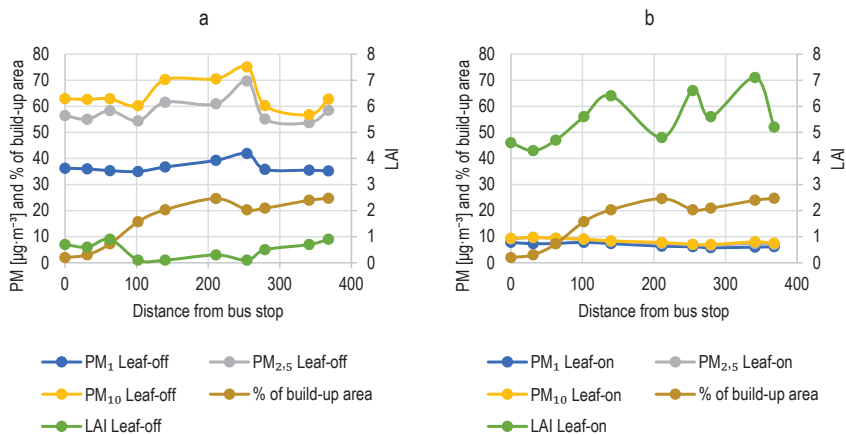 a
PM [µg·m⁻³] and % of build-up area
80
70
60
50
40
30
20
10
0
8
7
6
5
4
3
2
1
0
LAI
0 100 200 300 400
Distance from bus stop
PM₁ Leaf-off
PM₂,₅ Leaf-off
PM₁₀ Leaf-off
% of build-up area
LAI Leaf-off
b
PM [µg·m⁻³] and % of build-up area
80
70
60
50
40
30
20
10
0
8
7
6
5
4
3
2
1
0
LAI
0 100 200 300 400
Distance from bus stop
PM₁ Leaf-on
PM₂,₅ Leaf-on
PM₁₀ Leaf-on
% of build-up area
LAI Leaf-on